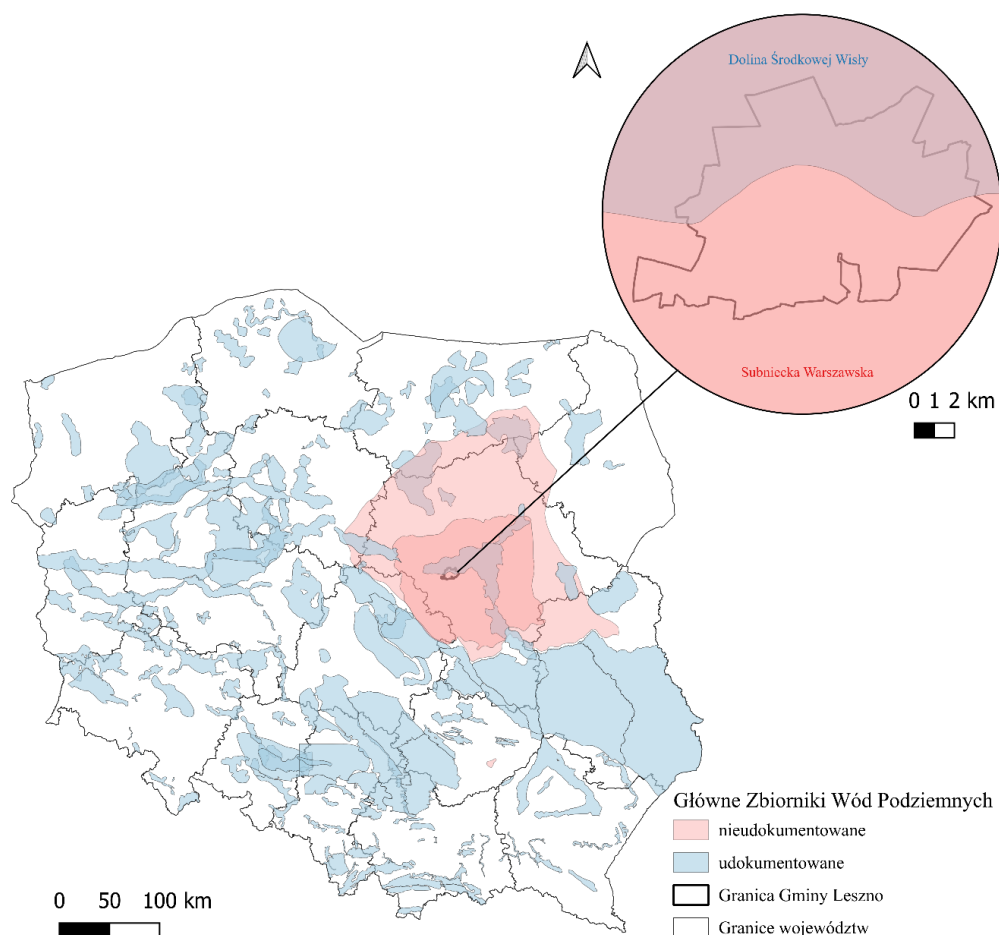 Dolina Środkowej Wisły
Subniecka Warszawska
0 1 2 km
Główne Zbiorniki Wód Podziemnych
nieudokumentowane
udokumentowane
Granica Gminy Leszno
Granice województw
0 50 100 km